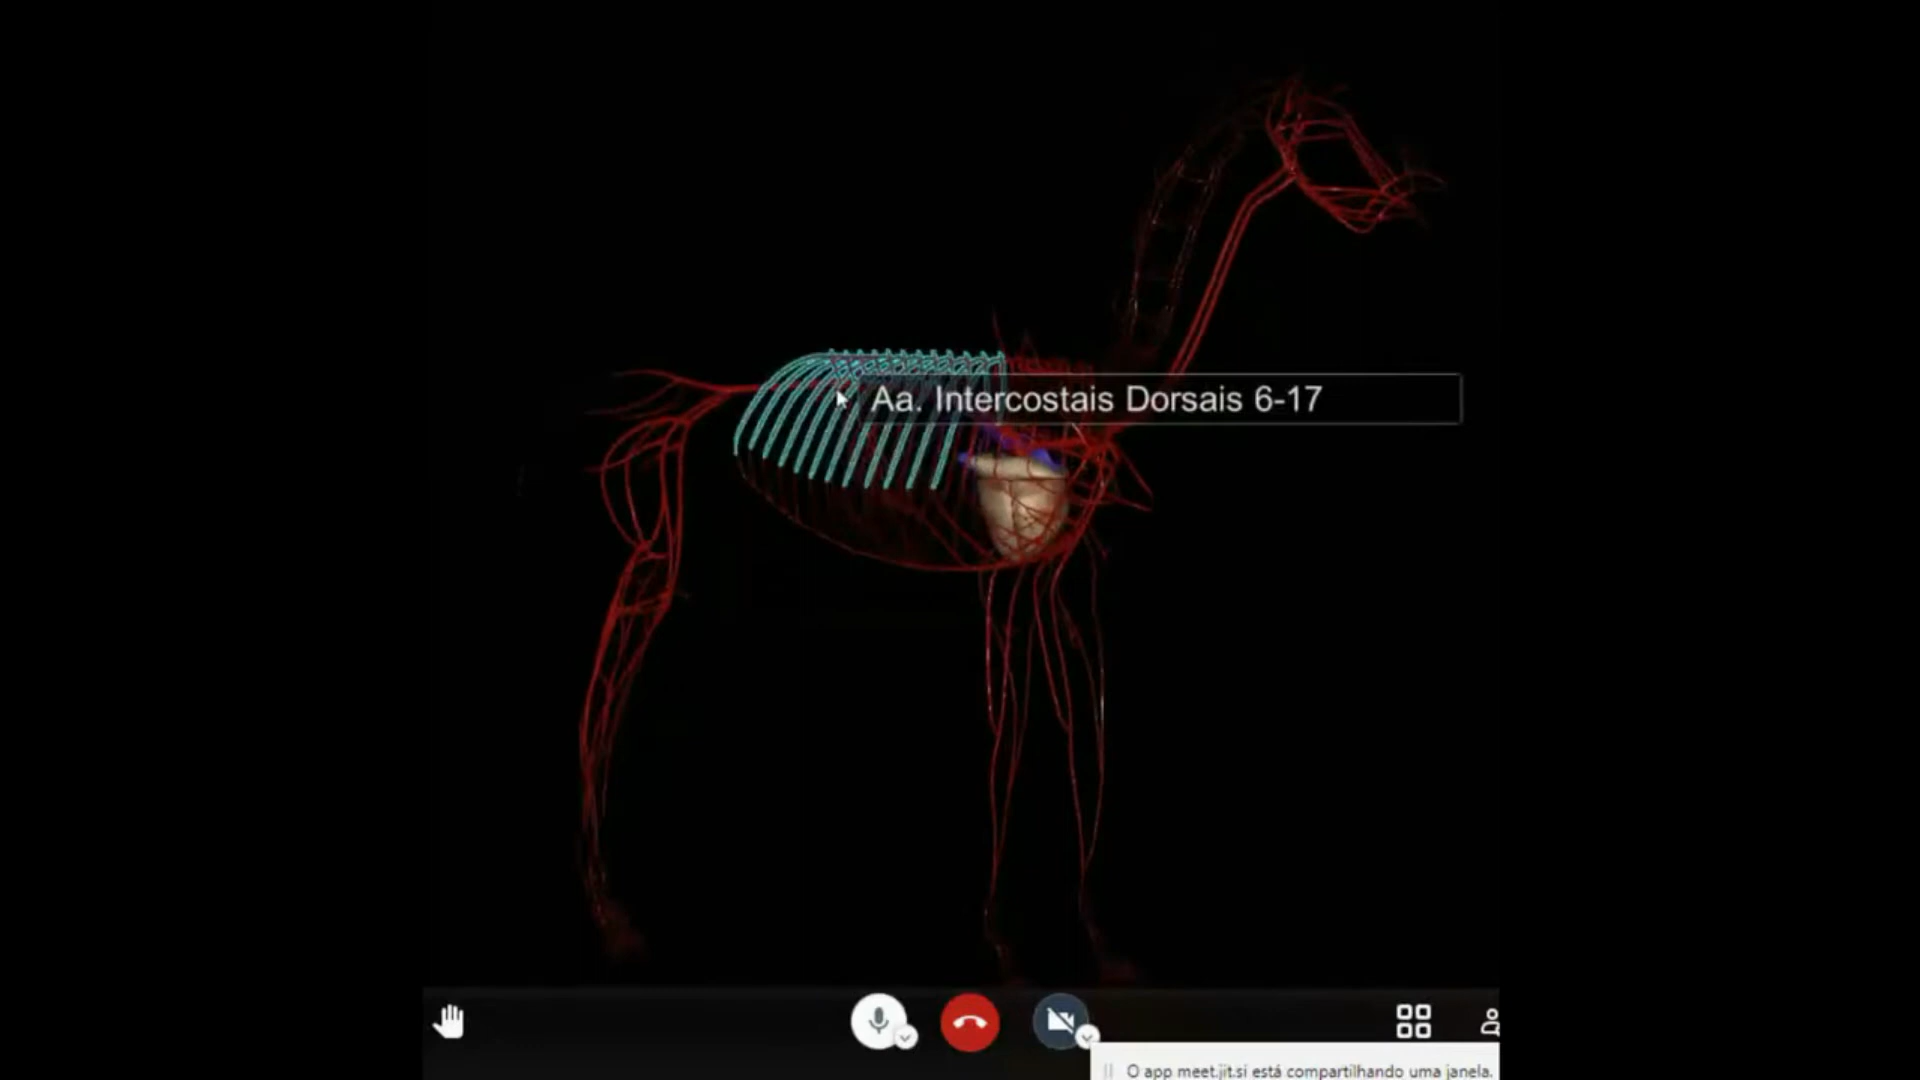 Aa. Intercostais Dorsais 6-17
O app meet.jit.si está compartilhando uma janela.